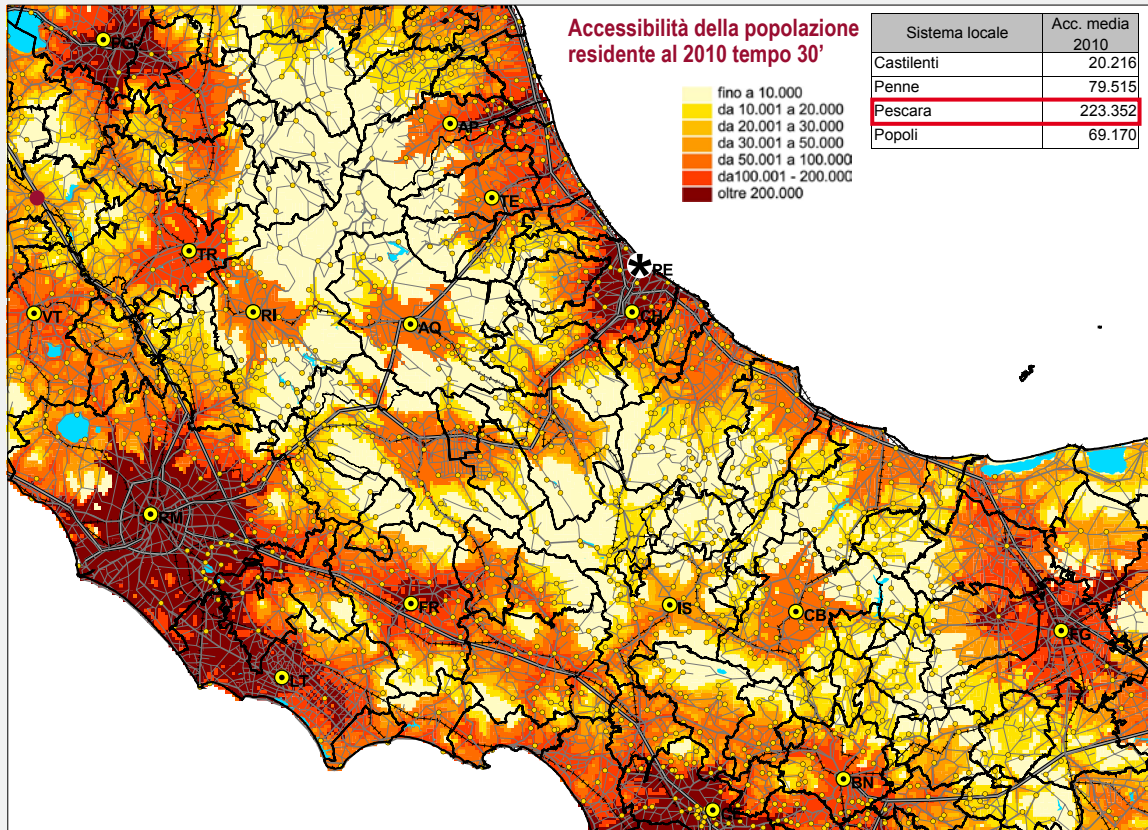 Accessibilità della popolazione
residente al 2010 tempo 30’
fino a 10.000
da 10.001 a 20.000
da 20.001 a 30.000
da 30.001 a 50.000
da 50.001 a 100.000
da100.001 - 200.000
oltre 200.000
Sistema locale Acc. media 2010
Castilenti 20.216
Penne 79.515
Pescara 223.352
Popoli 69.170
PG
AP
TE
TR
PE
VT
RI
AQ
CH
RM
FR
IS
CB
FG
LT
BN
CE